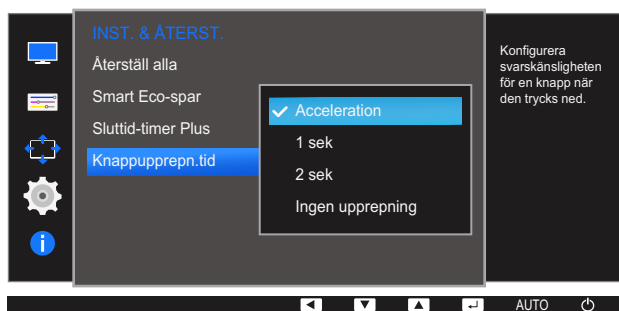 INST. & ÅTERST.
Återställ alla
Smart Eco-spar
Sluttid-timer Plus
Knappupprepn.tid
Acceleration
1 sek
2 sek
Ingen upprepning
Konfigurera
svarskänsligheten
för en knapp när
den trycks ned.
AUTO